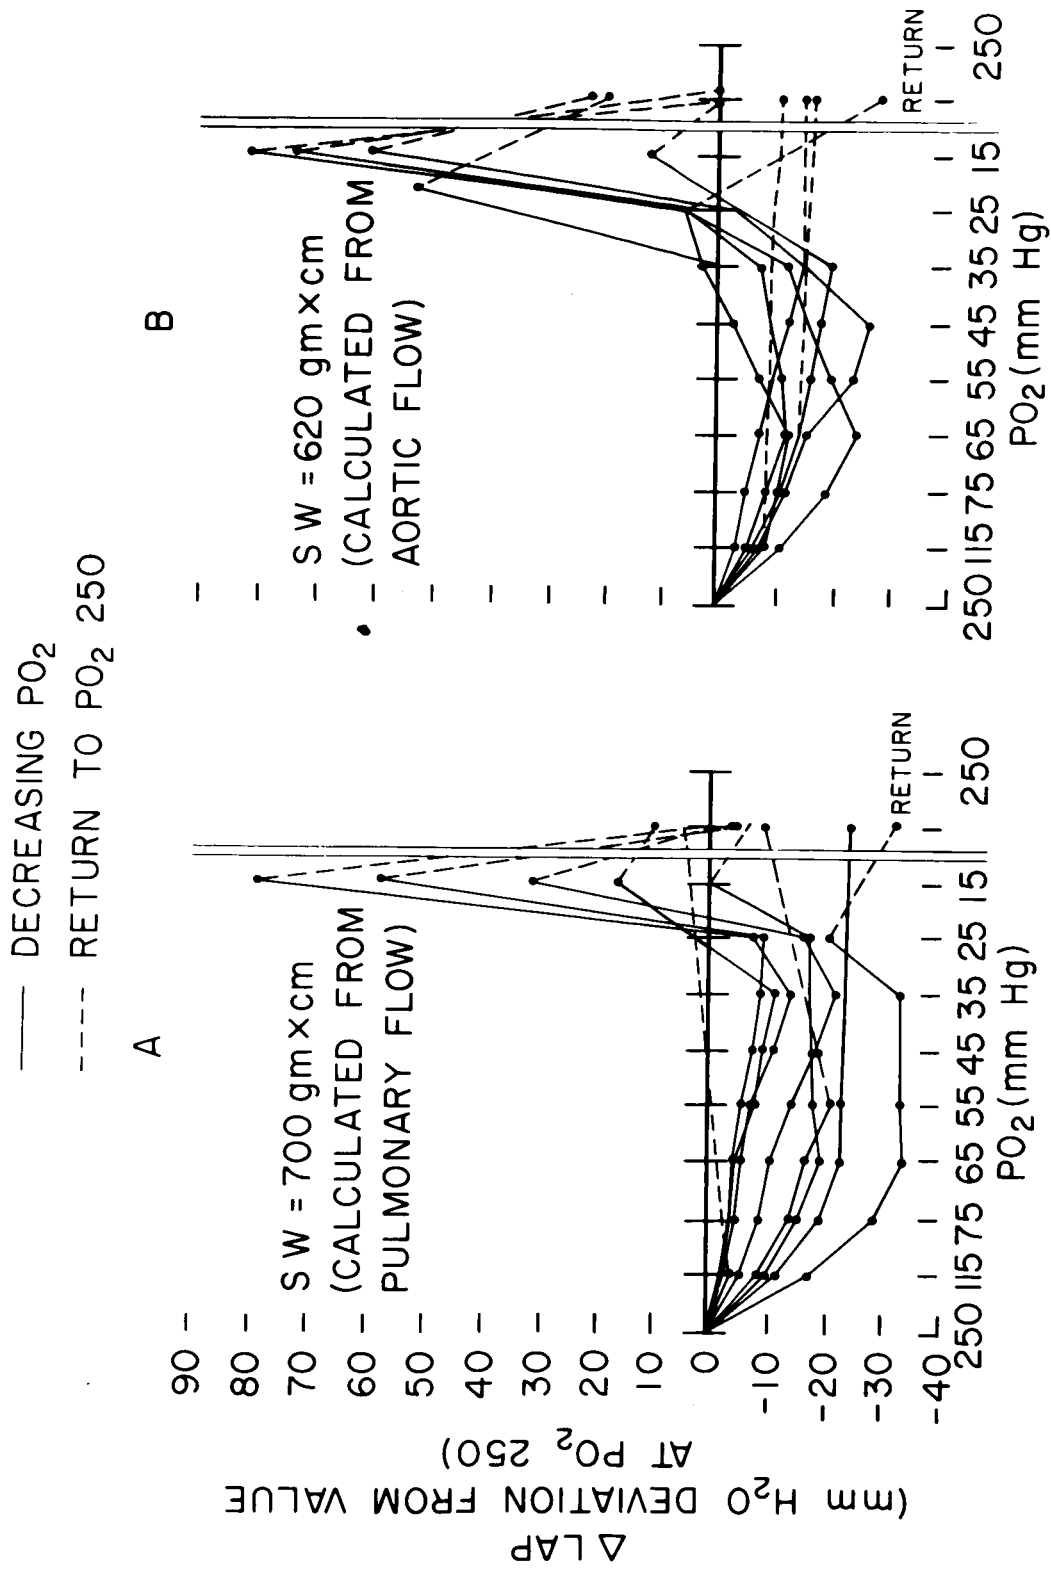 —— DECREASING PO₂
---- RETURN TO PO₂ 250
A
B
SW = 700 gm×cm
(CALCULATED FROM
PULMONARY FLOW)
SW = 620 gm×cm
(CALCULATED FROM
AORTIC FLOW)
Δ LAP
(mm H₂O DEVIATION FROM VALUE
AT PO₂ 250)
90
80
70
60
50
40
30
20
10
0
-10
-20
-30
-40
250 115 75 65 55 45 35 25 15 250
RETURN
PO₂ (mm Hg)
250 115 75 65 55 45 35 25 15 250
RETURN
PO₂ (mm Hg)